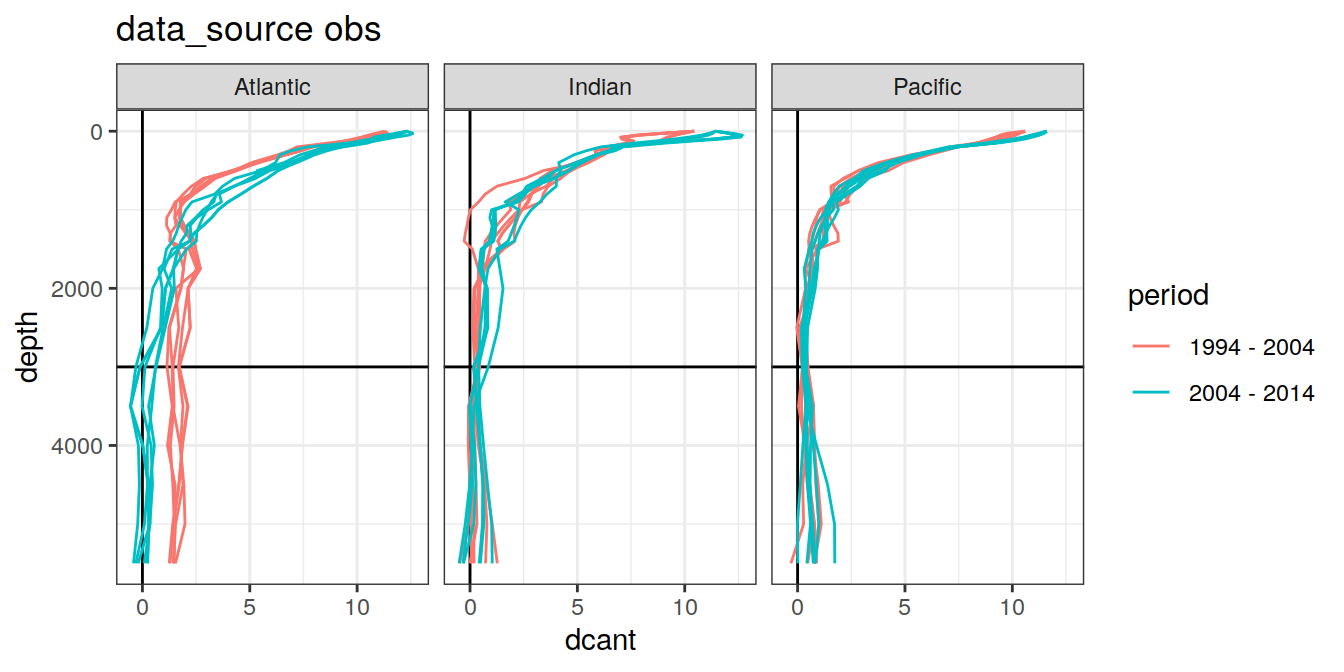 data_source obs
Atlantic Indian Pacific
0
2000
4000
depth
0 5 10 0 5 10 0 5 10
dcant
period
1994 - 2004
2004 - 2014